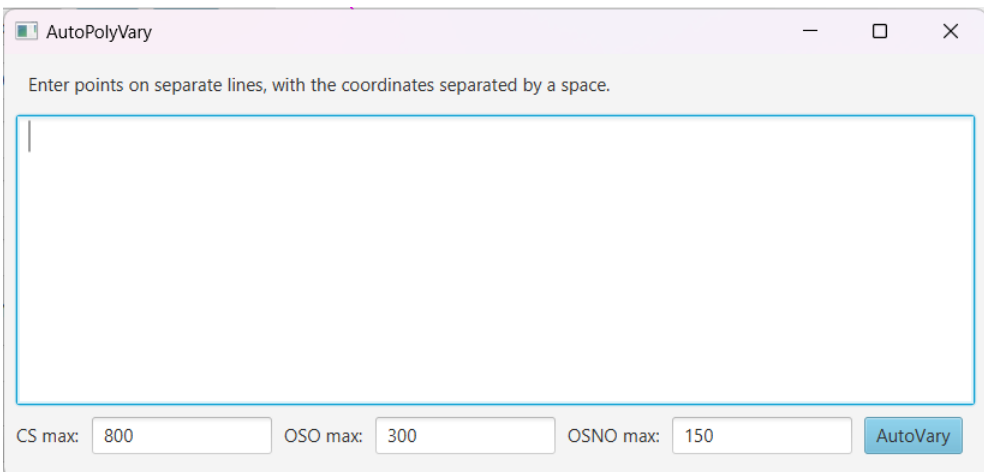 AutoPolyVary
Enter points on separate lines, with the coordinates separated by a space.
CS max: 800 OSO max: 300 OSNO max: 150 AutoVary